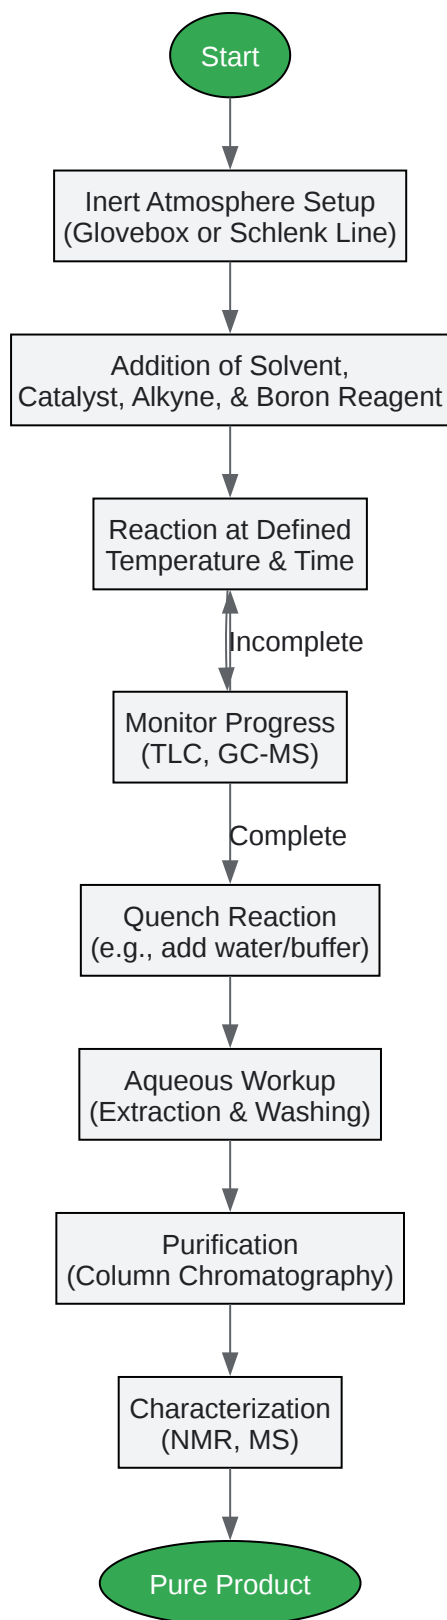 Start
Inert Atmosphere Setup
(Glovebox or Schlenk Line)
Addition of Solvent,
Catalyst, Alkyne, & Boron Reagent
Reaction at Defined
Temperature & Time
Incomplete
Monitor Progress
(TLC, GC-MS)
Complete
Quench Reaction
(e.g., add water/buffer)
Aqueous Workup
(Extraction & Washing)
Purification
(Column Chromatography)
Characterization
(NMR, MS)
Pure Product